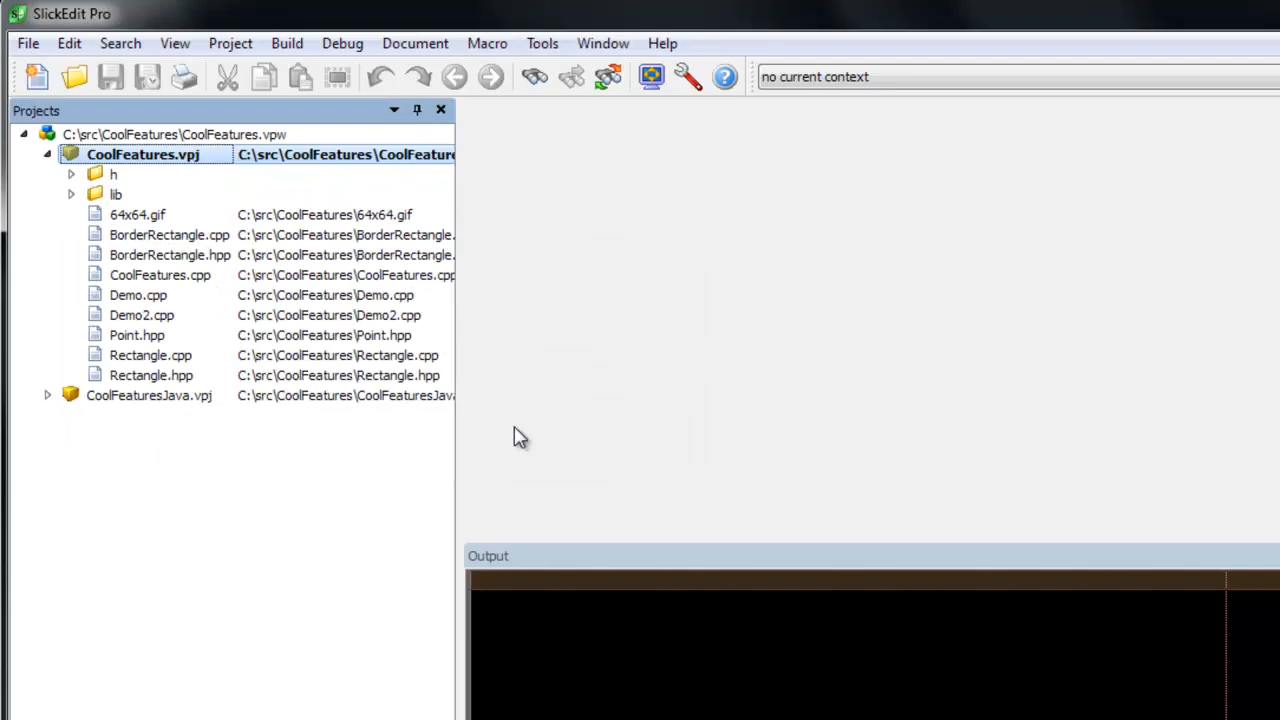 SlickEdit Pro
File Edit Search View Project Build Debug Document Macro Tools Window Help
no current context
Projects
C:\src\CoolFeatures\CoolFeatures.vpw
CoolFeatures.vpj C:\src\CoolFeatures\CoolFeature
h
lib
64x64.gif C:\src\CoolFeatures\64x64.gif
BorderRectangle.cpp C:\src\CoolFeatures\BorderRectangle.
BorderRectangle.hpp C:\src\CoolFeatures\BorderRectangle.
CoolFeatures.cpp C:\src\CoolFeatures\CoolFeatures.cpp
Demo.cpp C:\src\CoolFeatures\Demo.cpp
Demo2.cpp C:\src\CoolFeatures\Demo2.cpp
Point.hpp C:\src\CoolFeatures\Point.hpp
Rectangle.cpp C:\src\CoolFeatures\Rectangle.cpp
Rectangle.hpp C:\src\CoolFeatures\Rectangle.hpp
CoolFeaturesJava.vpj C:\src\CoolFeatures\CoolFeaturesJav
Output